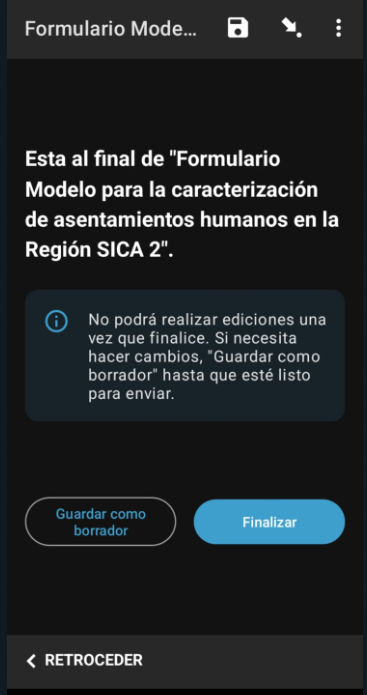 Formulario Mode...
Esta al final de "Formulario
Modelo para la caracterización
de asentamientos humanos en la
Región SICA 2".
No podrá realizar ediciones una
vez que finalice. Si necesita
hacer cambios, "Guardar como
borrador" hasta que esté listo
para enviar.
Guardar como
borrador
Finalizar
RETROCEDER